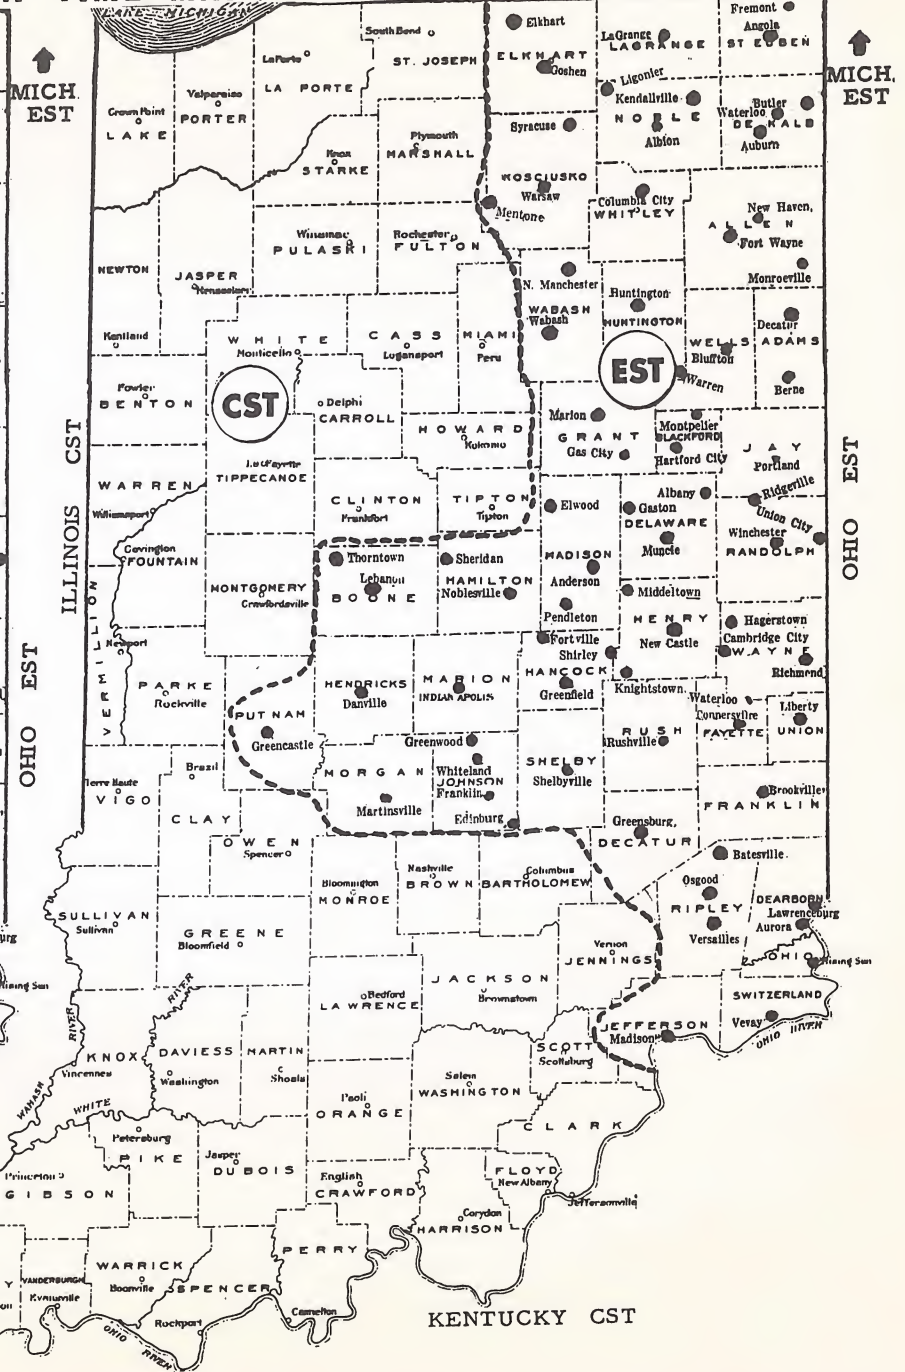 LAKE MICHIGAN
MICH.
EST
MICH.
EST
Crown Point
LAKE
Valparaiso
PORTER
LaPorte
LA PORTE
South Bend
ST. JOSEPH
Elkhart
ELKHART
Goshen
LaGrange
LAGRANGE
Fremont
Angola
STEUBEN
Knox
STARKE
Plymouth
MARSHALL
Syracuse
KOSCIUSKO
Warsaw
Mentone
Ligonier
Kendallville
NOBLE
Albion
Butler
Waterloo
DE KALB
Auburn
Columbia City
WHITLEY
New Haven,
ALLEN
Fort Wayne
Monroeville
NEWTON
Kentland
JASPER
Rensselaer
Winamac
PULASKI
Rochester
FULTON
N. Manchester
WABASH
Wabash
Huntington
HUNTINGTON
WELLS
Bluffton
Warren
Decatur
ADAMS
Berne
WHITE
Monticello
CASS
Logansport
MIAMI
Peru
EST
CST
Fowler
BENTON
Delphi
CARROLL
HOWARD
Kokomo
Marion
GRANT
Gas City
Montpelier
BLACKFORD
Hartford City
JAY
Portland
ILLINOIS CST
OHIO EST
OHIO EST
WARREN
Williamsport
LaFayette
TIPPECANOE
CLINTON
Frankfort
TIPTON
Tipton
Elwood
MADISON
Anderson
Pendleton
Albany
Gaston
DELAWARE
Muncie
Ridgeville
Union City
Winchester
RANDOLPH
Covington
FOUNTAIN
MONTGOMERY
Crawfordsville
Thorntown
Lebanon
BOONE
Sheridan
HAMILTON
Noblesville
Middletown
HENRY
New Castle
Hagerstown
Cambridge City
WAYNE
Richmond
VERMILLION
Newport
PARKE
Rockville
PUTNAM
Greencastle
HENDRICKS
Danville
MARION
INDIANAPOLIS
Fortville
Shirley
HANCOCK
Greenfield
Knightstown
RUSH
Rushville
Waterloo
Connersville
FAYETTE
Liberty
UNION
Terre Haute
VIGO
Brazil
CLAY
MORGAN
Martinsville
Greenwood
Whiteland
JOHNSON
Franklin
Edinburg
SHELBY
Shelbyville
Brookville
FRANKLIN
OWEN
Spencer
Greensburg,
DECATUR
Batesville
Bloomington
MONROE
Nashville
BROWN
Columbus
BARTHOLOMEW
Osgood
RIPLEY
Versailles
DEARBORN
Lawrenceburg
Aurora
OHIO
Rising Sun
urg
Rising Sun
SULLIVAN
Sullivan
GREENE
Bloomfield
Vernon
JENNINGS
JACKSON
Brownstown
Bedford
LAWRENCE
SWITZERLAND
Vevay
OHIO RIVER
JEFFERSON
Madison
SCOTT
Scottsburg
KNOX
Vincennes
WABASH
RIVER
RIVER
WHITE
DAVIESS
Washington
MARTIN
Shoals
Salem
WASHINGTON
Paoli
ORANGE
CLARK
Petersburg
PIKE
Princeton
GIBSON
Jasper
DUBOIS
English
CRAWFORD
FLOYD
New Albany
Jeffersonville
Corydon
HARRISON
PERRY
Cannelton
WARRICK
Boonville
SPENCER
Rockport
Y
VANDERBURGH
Evansville
OHIO
RIVER
KENTUCKY CST